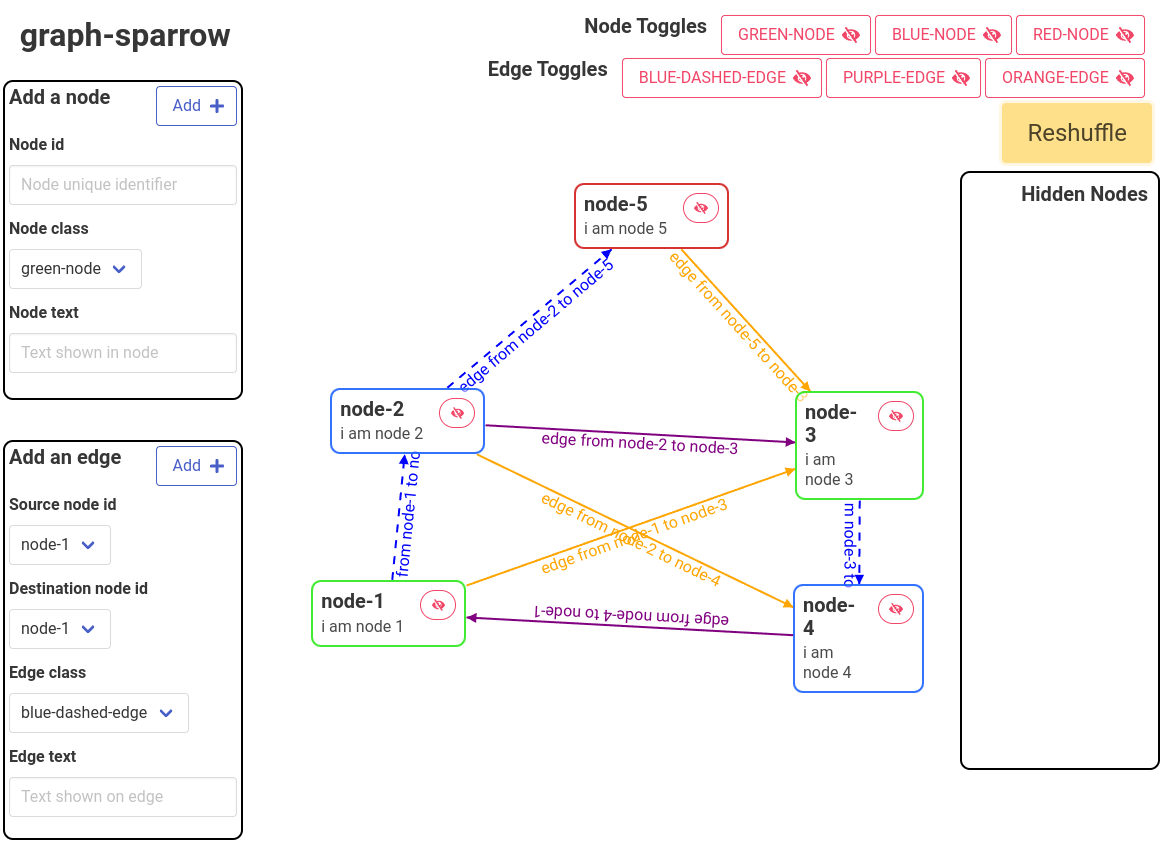 graph-sparrow
Node Toggles
GREEN-NODE
BLUE-NODE
RED-NODE
Edge Toggles
BLUE-DASHED-EDGE
PURPLE-EDGE
ORANGE-EDGE
Reshuffle
Add a node
Add
Node id
Node unique identifier
Node class
green-node
Node text
Text shown in node
Add an edge
Add
Source node id
node-1
Destination node id
node-1
Edge class
blue-dashed-edge
Edge text
Text shown on edge
node-5
i am node 5
edge from node-2 to node-5
edge from node-5 to node-3
node-2
i am node 2
edge from node-2 to node-3
node-
3
i am
node 3
from node-1 to no
edge from node-2 to node-4
edge from node-1 to node-3
m node-3 to
node-1
i am node 1
edge from node-4 to node-1
node-
4
i am
node 4
Hidden Nodes